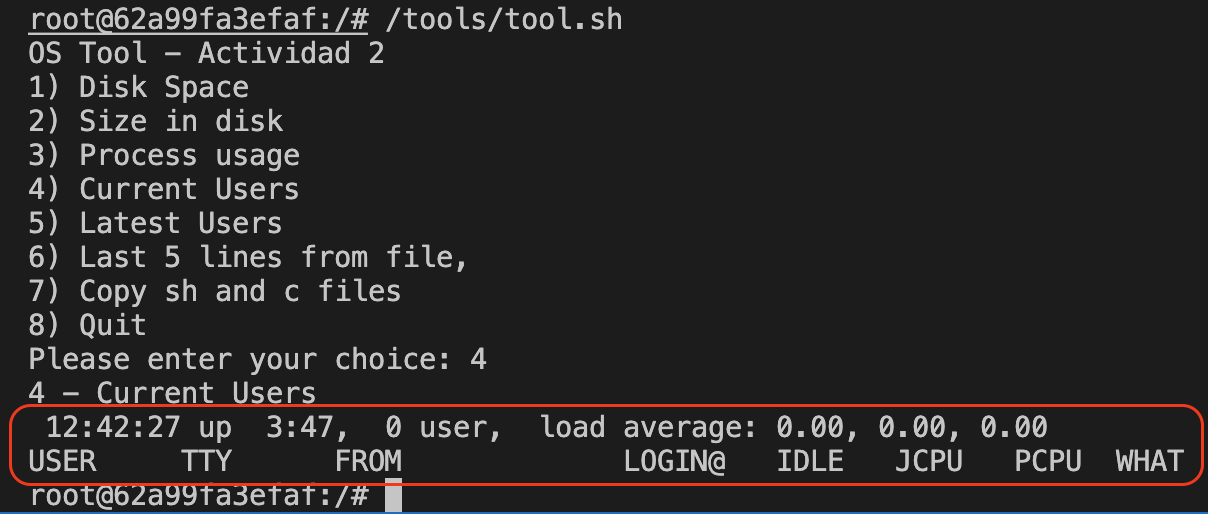 root@62a99fa3efaf:/# /tools/tool.sh
OS Tool - Actividad 2
1) Disk Space
2) Size in disk
3) Process usage
4) Current Users
5) Latest Users
6) Last 5 lines from file,
7) Copy sh and c files
8) Quit
Please enter your choice: 4
4 - Current Users
12:42:27 up  3:47,  0 user,  load average: 0.00, 0.00, 0.00
USER     TTY      FROM             LOGIN@   IDLE   JCPU   PCPU  WHAT
root@62a99fa3efaf:/#